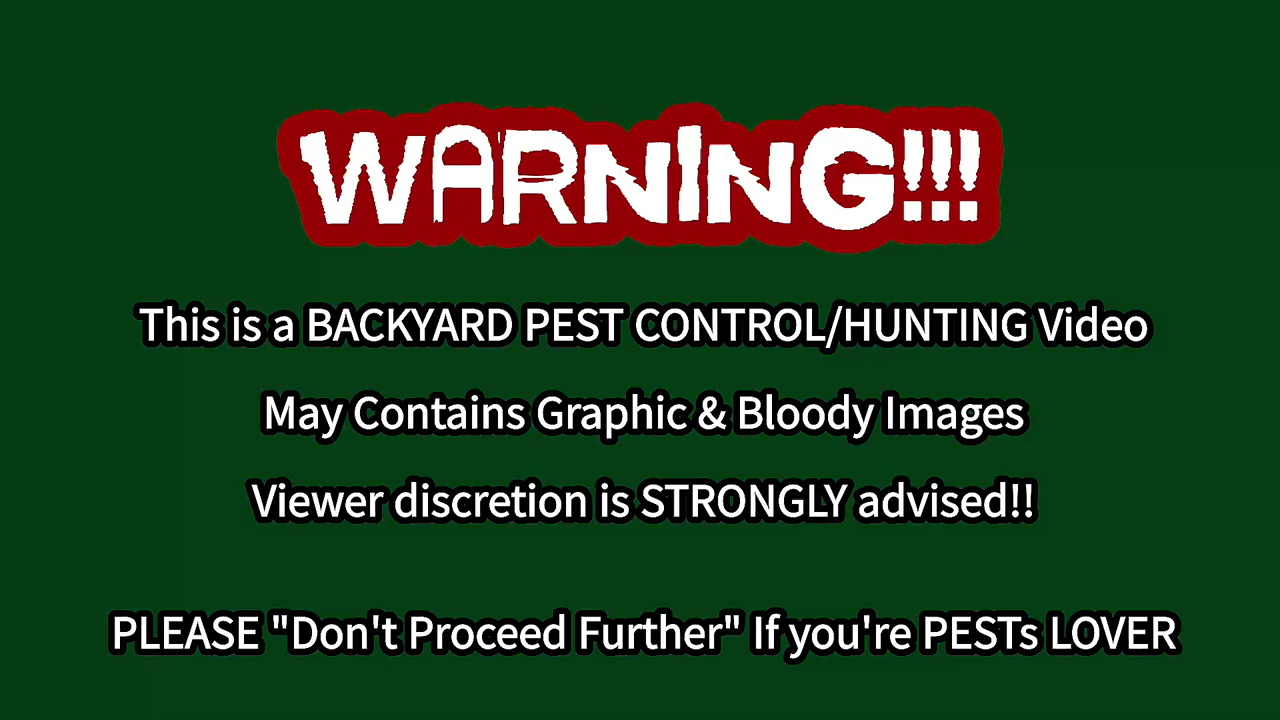 WARNING!!!
This is a BACKYARD PEST CONTROL/HUNTING Video
May Contains Graphic & Bloody Images
Viewer discretion is STRONGLY advised!!
PLEASE "Don't Proceed Further" If you're PESTs LOVER